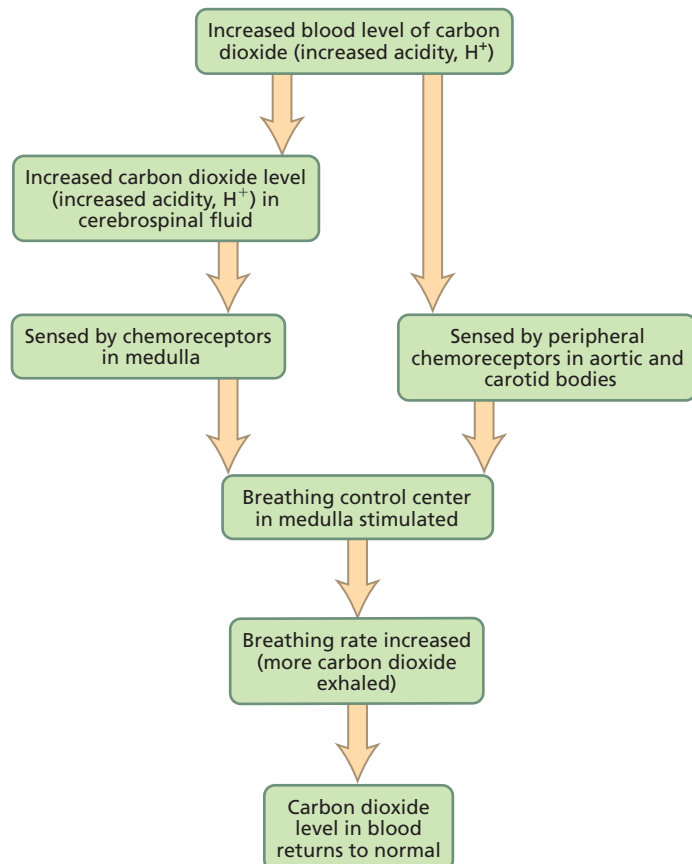 Increased blood level of carbon
dioxide (increased acidity, H⁺)
Increased carbon dioxide level
(increased acidity, H⁺) in
cerebrospinal fluid
Sensed by chemoreceptors
in medulla
Sensed by peripheral
chemoreceptors in aortic and
carotid bodies
Breathing control center
in medulla stimulated
Breathing rate increased
(more carbon dioxide
exhaled)
Carbon dioxide
level in blood
returns to normal